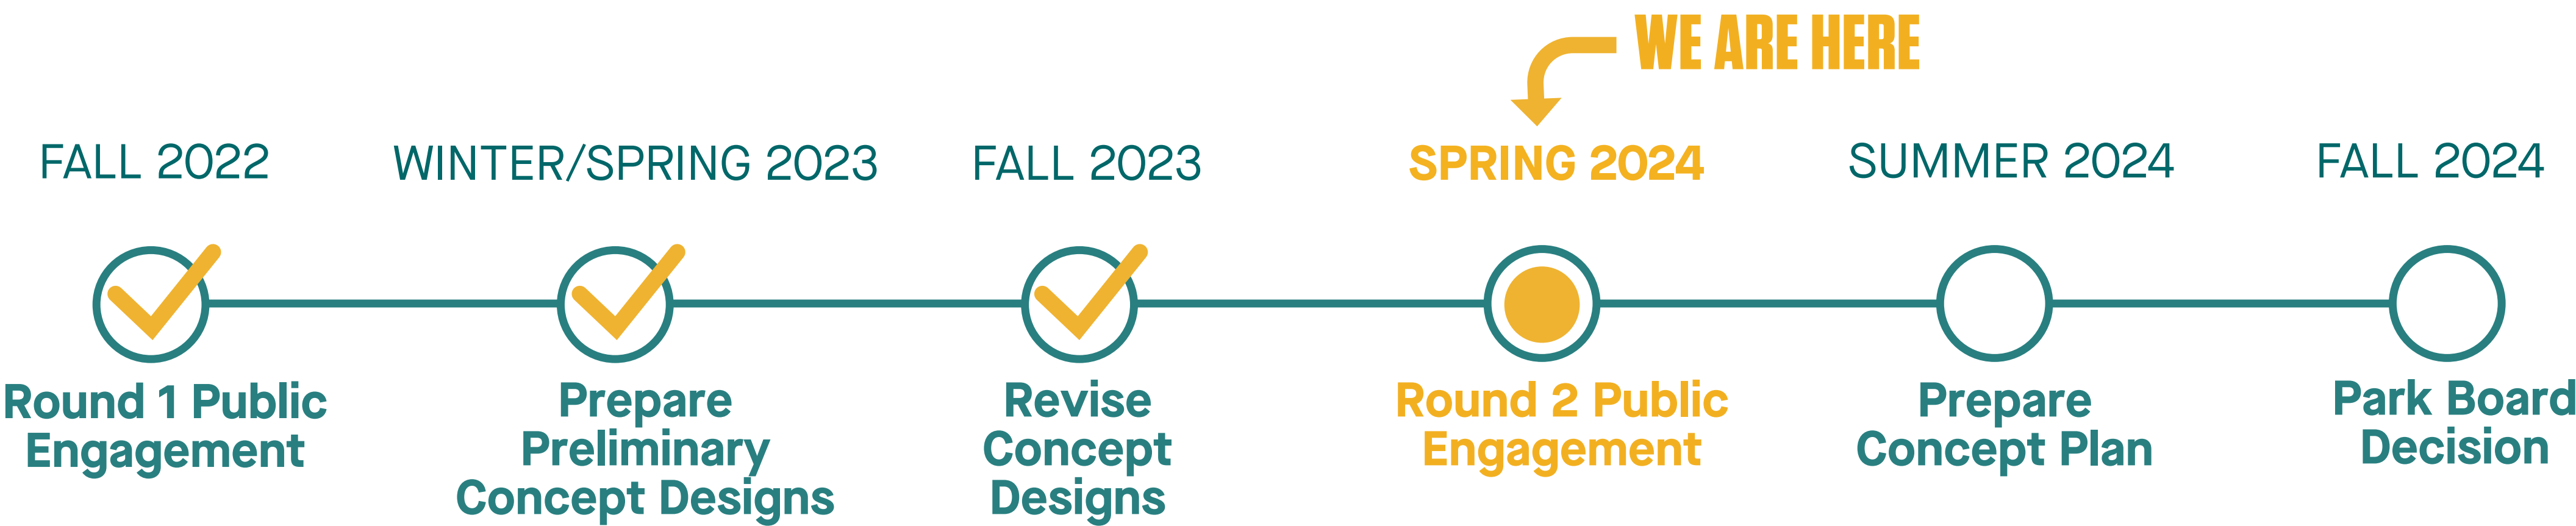 WE ARE HERE
FALL 2022
WINTER/SPRING 2023
FALL 2023
SPRING 2024
SUMMER 2024
FALL 2024
Round 1 Public
Engagement
Prepare
Preliminary
Concept Designs
Revise
Concept
Designs
Round 2 Public
Engagement
Prepare
Concept Plan
Park Board
Decision